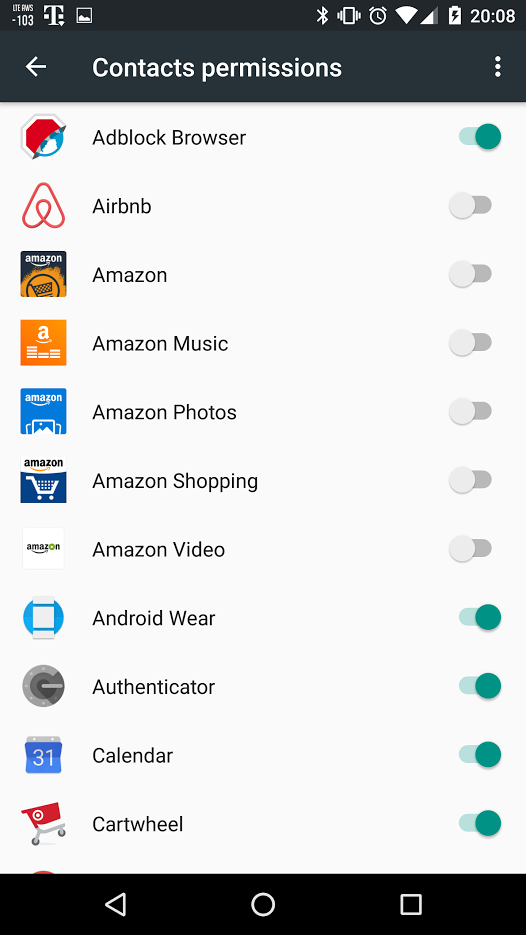 LTE AWS
-103
20:08
Contacts permissions
Adblock Browser
Airbnb
amazon
Amazon
a
Amazon Music
amazon
Amazon Photos
amazon
Amazon Shopping
amazon
Amazon Video
Android Wear
Authenticator
31
Calendar
Cartwheel